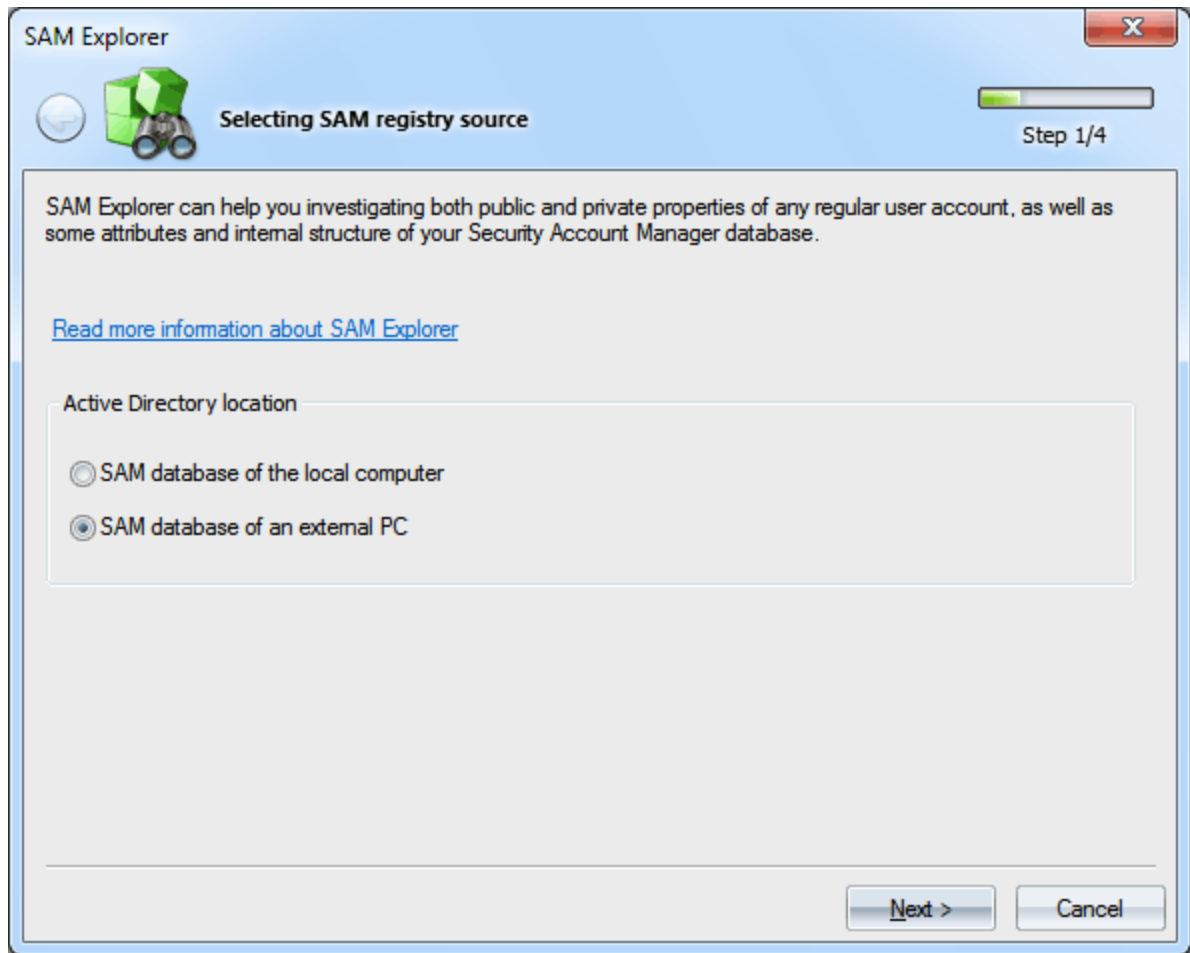 SAM Explorer
X
Selecting SAM registry source
Step 1/4
SAM Explorer can help you investigating both public and private properties of any regular user account, as well as
some attributes and internal structure of your Security Account Manager database.
Read more information about SAM Explorer
Active Directory location
SAM database of the local computer
SAM database of an external PC
Next >
Cancel